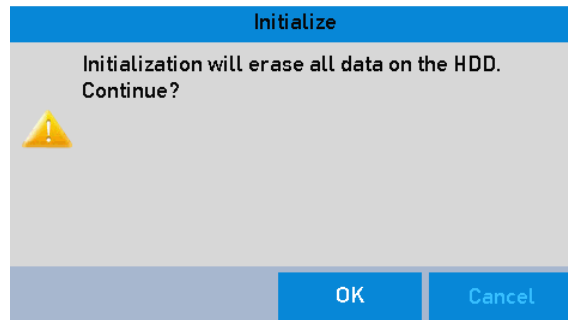 Initialize
Initialization will erase all data on the HDD.
Continue?
OK
Cancel